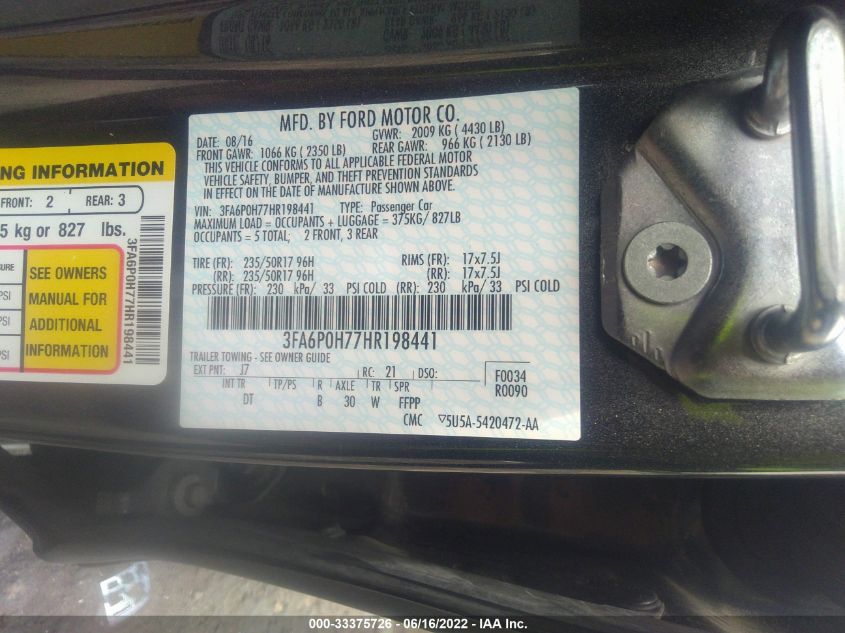 MFD. BY FORD MOTOR CO.
DATE: 08/16 GVWR: 2009 KG ( 4430 LB)
FRONT GAWR: 1066 KG ( 2350 LB) REAR GAWR: 966 KG ( 2130 LB)
THIS VEHICLE CONFORMS TO ALL APPLICABLE FEDERAL MOTOR
VEHICLE SAFETY, BUMPER, AND THEFT PREVENTION STANDARDS
IN EFFECT ON THE DATE OF MANUFACTURE SHOWN ABOVE.
VIN: 3FA6P0H77HR198441 TYPE: Passenger Car
MAXIMUM LOAD = OCCUPANTS + LUGGAGE = 375KG/ 827LB
OCCUPANTS = 5 TOTAL; 2 FRONT, 3 REAR
TIRE (FR): 235/50R17 96H RIMS (FR): 17x7.5J
(RR): 235/50R17 96H (RR): 17x7.5J
PRESSURE (FR): 230 kPa/ 33 PSI COLD (RR): 230 kPa/ 33 PSI COLD
3FA6P0H77HR198441
TRAILER TOWING - SEE OWNER GUIDE
EXT PNT: J7 RC: 21 DSO: F0034
INT TR TP/PS R AXLE TR SPR R0090
DT B 30 W FFPP
CMC ▽5U5A-5420472-AA
NG INFORMATION
FRONT: 2 REAR: 3
5 kg or 827 lbs.
SEE OWNERS
MANUAL FOR
ADDITIONAL
INFORMATION
PSI
PSI
3FA6P0H77HR198441
000-33375726 - 06/16/2022 - IAA Inc.